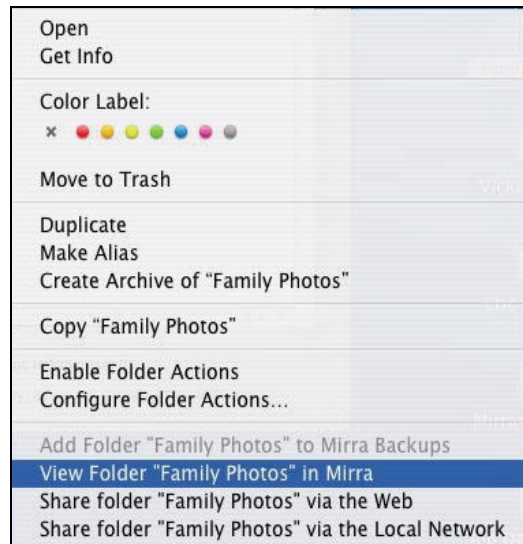 Open
Get Info
Color Label:
Move to Trash
Duplicate
Make Alias
Create Archive of “Family Photos”
Copy “Family Photos”
Enable Folder Actions
Configure Folder Actions...
Add Folder "Family Photos" to Mirra Backups
View Folder "Family Photos" in Mirra
Share folder "Family Photos" via the Web
Share folder "Family Photos" via the Local Network